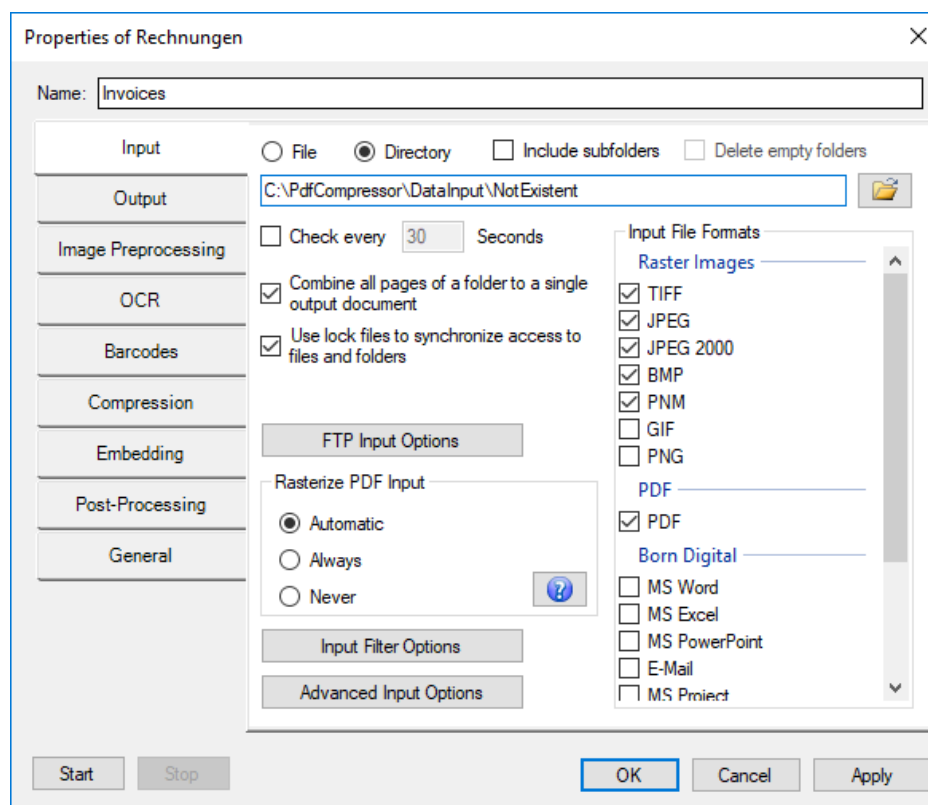 Properties of Rechnungen
Name: Invoices
Input
Output
Image Preprocessing
OCR
Barcodes
Compression
Embedding
Post-Processing
General
File Directory Include subfolders Delete empty folders
C:\PdfCompressor\DataInput\NotExistent
Check every 30 Seconds
Combine all pages of a folder to a single
output document
Use lock files to synchronize access to
files and folders
FTP Input Options
Rasterize PDF Input
Automatic
Always
Never
?
Input Filter Options
Advanced Input Options
Input File Formats
Raster Images
TIFF
JPEG
JPEG 2000
BMP
PNM
GIF
PNG
PDF
PDF
Born Digital
MS Word
MS Excel
MS PowerPoint
E-Mail
MS Project
Start Stop OK Cancel Apply